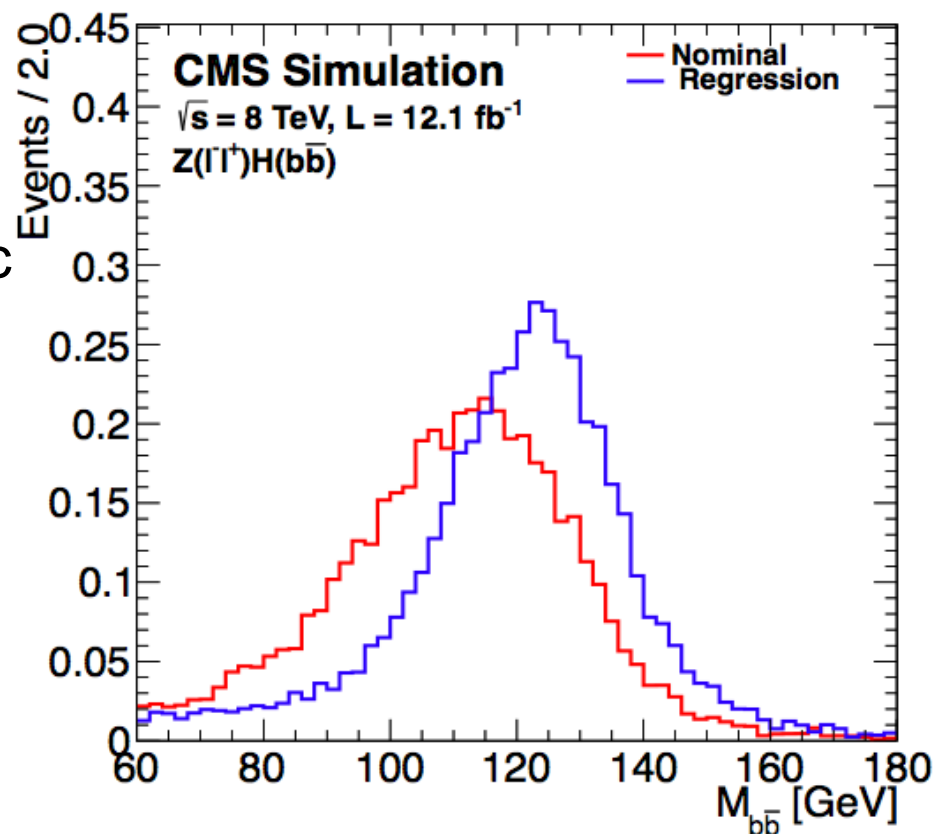 CMS Simulation
√s = 8 TeV, L = 12.1 fb⁻¹
Z(l⁻l⁺)H(bb̄)
Nominal
Regression
Events / 2.0
c
0.45
0.4
0.35
0.3
0.25
0.2
0.15
0.1
0.05
0
60 80 100 120 140 160 180
M_bb̄ [GeV]